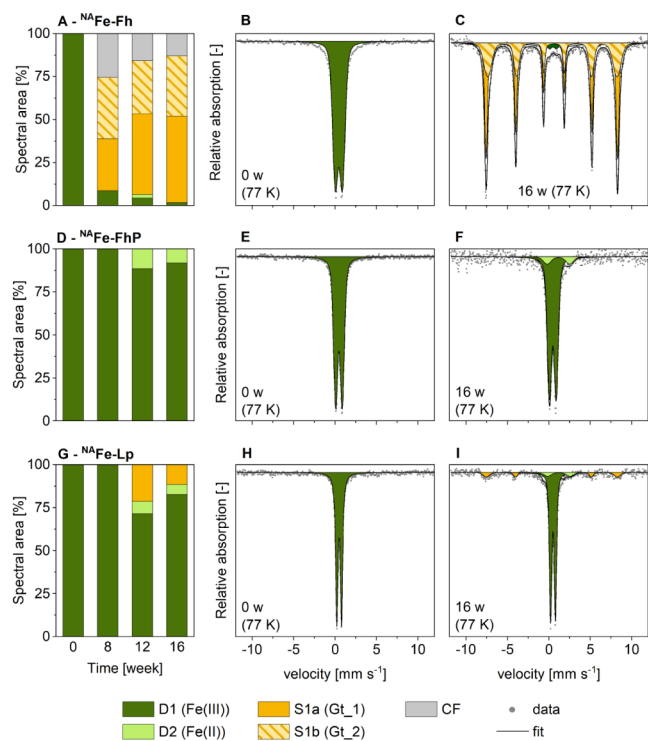 A - NAFe-Fh
B
C
Spectral area [%]
100
75
50
25
0
Relative absorption [-]
0 w
(77 K)
16 w (77 K)
D - NAFe-FhP
E
F
Spectral area [%]
100
75
50
25
0
Relative absorption [-]
0 w
(77 K)
16 w
(77 K)
G - NAFe-Lp
H
I
Spectral area [%]
100
75
50
25
0
Relative absorption [-]
0 w
(77 K)
16 w
(77 K)
0 8 12 16
-10 -5 0 5 10
-10 -5 0 5 10
Time [week]
velocity [mm s⁻¹]
velocity [mm s⁻¹]
D1 (Fe(III)) S1a (Gt_1) CF data
D2 (Fe(II)) S1b (Gt_2) fit